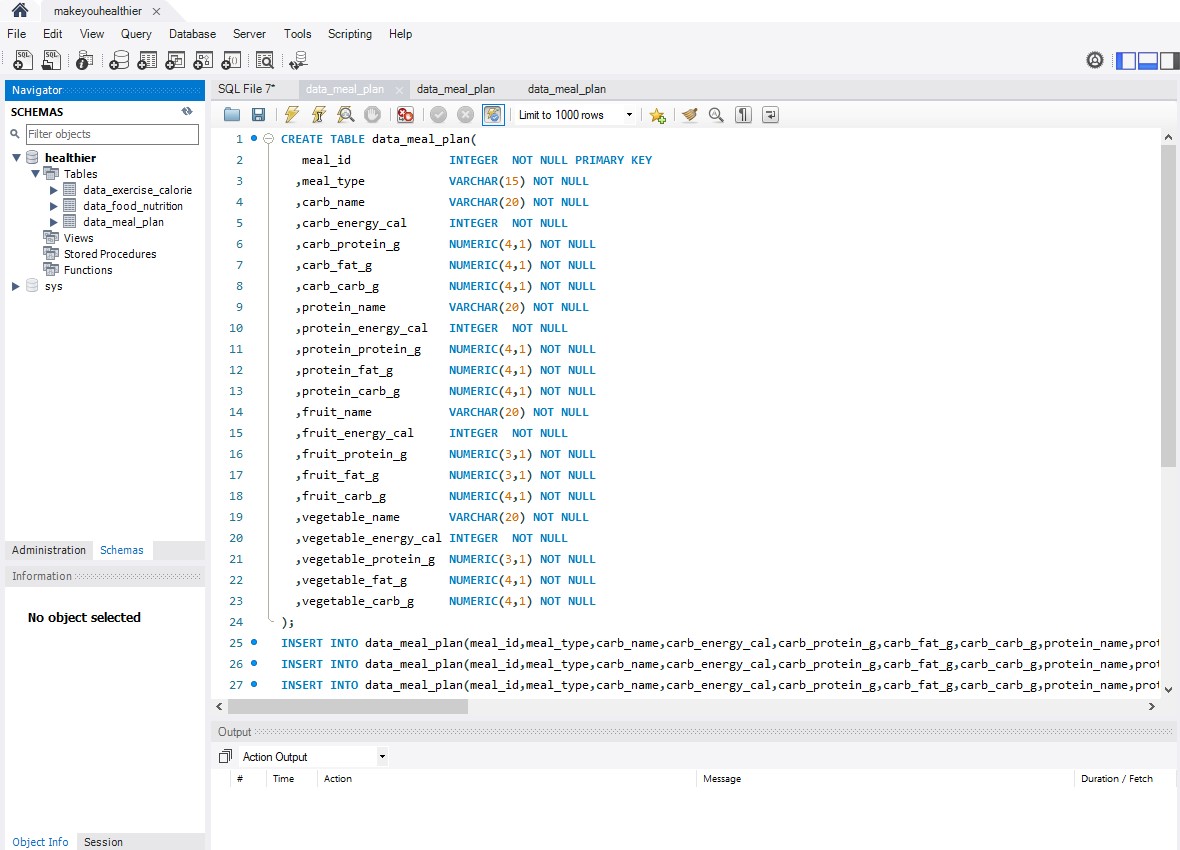 makeyouhealthier
File Edit View Query Database Server Tools Scripting Help
Navigator
SCHEMAS
Filter objects
healthier
Tables
data_exercise_calorie
data_food_nutrition
data_meal_plan
Views
Stored Procedures
Functions
sys
Administration Schemas
Information
No object selected
Object Info Session
SQL File 7* data_meal_plan data_meal_plan data_meal_plan
Limit to 1000 rows
1 CREATE TABLE data_meal_plan(
2 meal_id INTEGER NOT NULL PRIMARY KEY
3 ,meal_type VARCHAR(15) NOT NULL
4 ,carb_name VARCHAR(20) NOT NULL
5 ,carb_energy_cal INTEGER NOT NULL
6 ,carb_protein_g NUMERIC(4,1) NOT NULL
7 ,carb_fat_g NUMERIC(4,1) NOT NULL
8 ,carb_carb_g NUMERIC(4,1) NOT NULL
9 ,protein_name VARCHAR(20) NOT NULL
10 ,protein_energy_cal INTEGER NOT NULL
11 ,protein_protein_g NUMERIC(4,1) NOT NULL
12 ,protein_fat_g NUMERIC(4,1) NOT NULL
13 ,protein_carb_g NUMERIC(4,1) NOT NULL
14 ,fruit_name VARCHAR(20) NOT NULL
15 ,fruit_energy_cal INTEGER NOT NULL
16 ,fruit_protein_g NUMERIC(3,1) NOT NULL
17 ,fruit_fat_g NUMERIC(3,1) NOT NULL
18 ,fruit_carb_g NUMERIC(4,1) NOT NULL
19 ,vegetable_name VARCHAR(20) NOT NULL
20 ,vegetable_energy_cal INTEGER NOT NULL
21 ,vegetable_protein_g NUMERIC(3,1) NOT NULL
22 ,vegetable_fat_g NUMERIC(4,1) NOT NULL
23 ,vegetable_carb_g NUMERIC(4,1) NOT NULL
24 );
25 INSERT INTO data_meal_plan(meal_id,meal_type,carb_name,carb_energy_cal,carb_protein_g,carb_fat_g,carb_carb_g,protein_name,prot
26 INSERT INTO data_meal_plan(meal_id,meal_type,carb_name,carb_energy_cal,carb_protein_g,carb_fat_g,carb_carb_g,protein_name,prot
27 INSERT INTO data_meal_plan(meal_id,meal_type,carb_name,carb_energy_cal,carb_protein_g,carb_fat_g,carb_carb_g,protein_name,prot
Output
Action Output
# Time Action Message Duration / Fetch